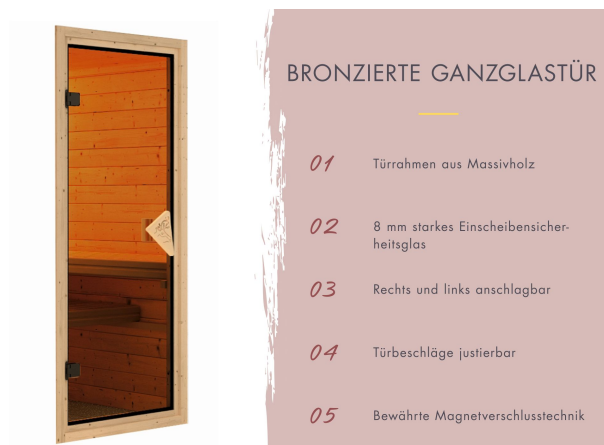 BRONZIERTE GANZGLASTÜR
01 Türrahmen aus Massivholz
02 8 mm starkes Einscheibensicher-
heitsglas
03 Rechts und links anschlagbar
04 Türbeschläge justierbar
05 Bewährte Magnetverschlusstechnik